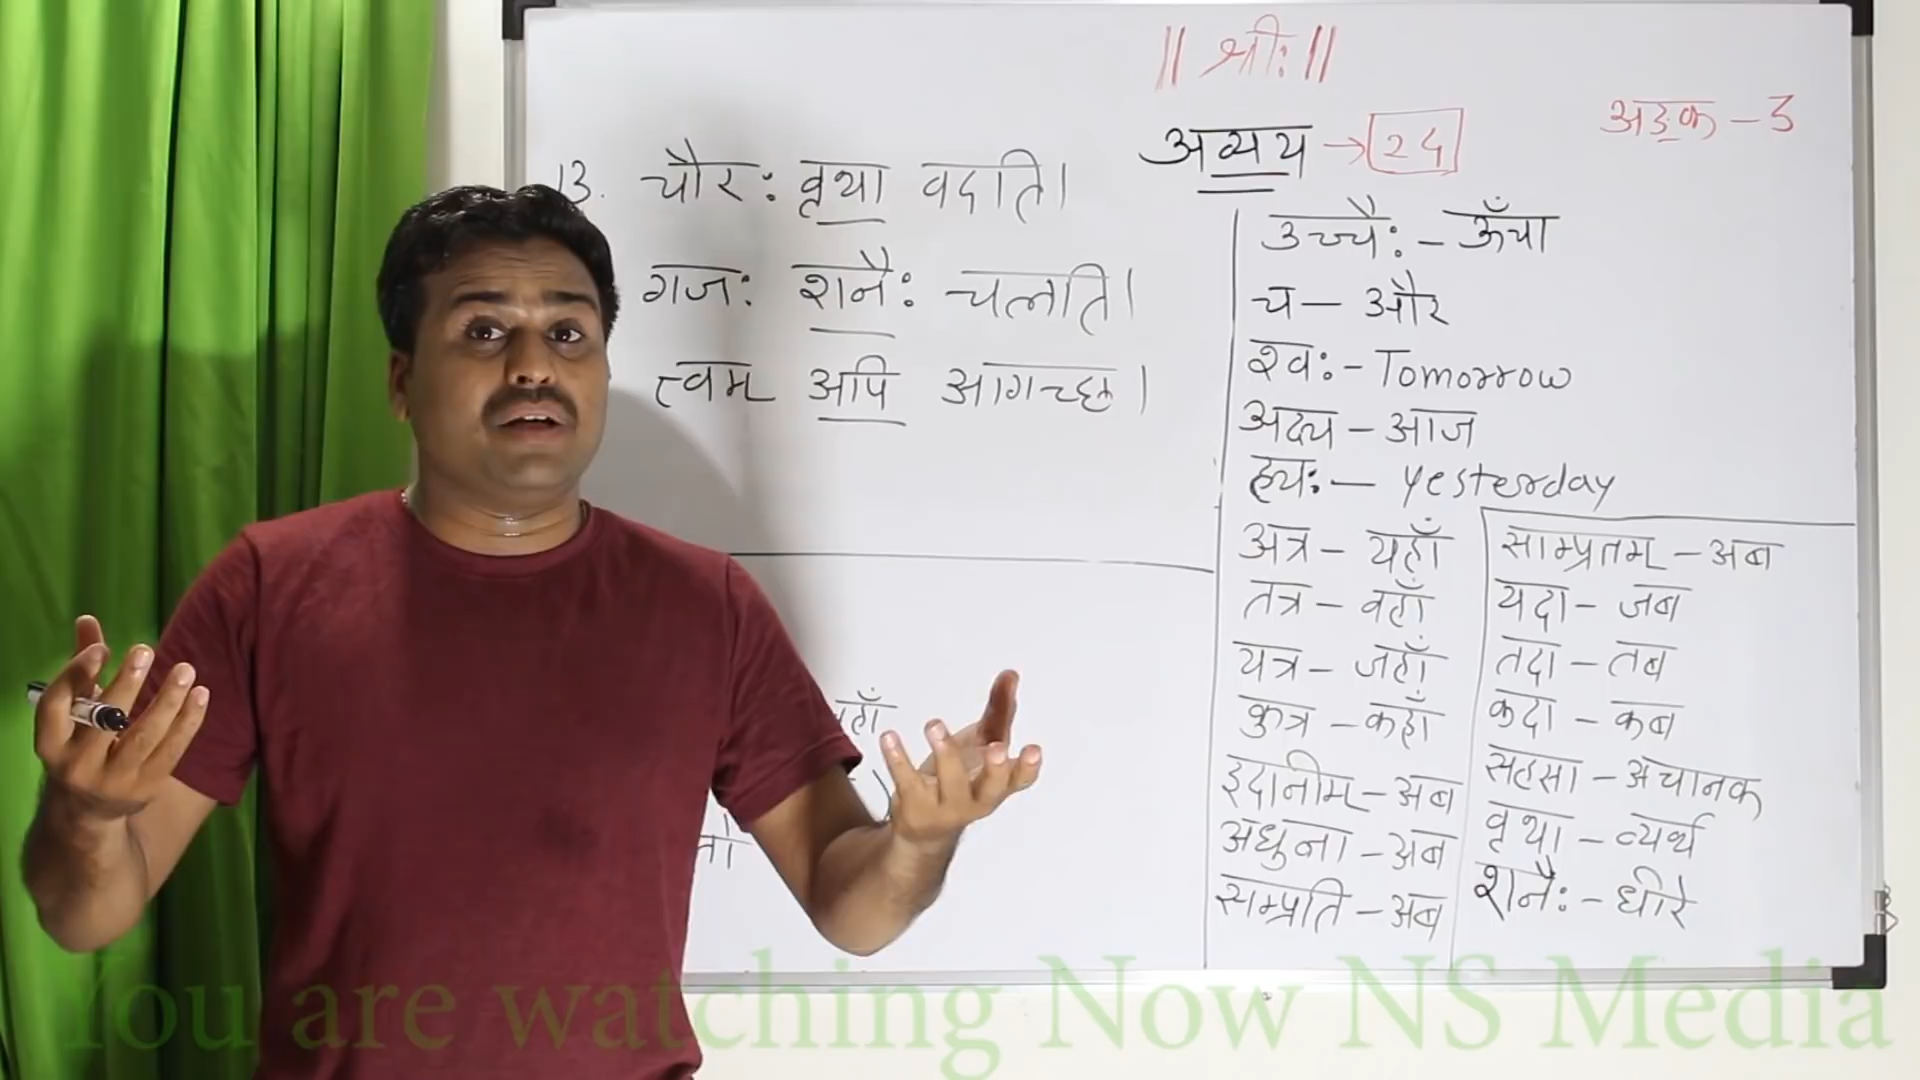 || श्रीः ||
अङ्क - 3
अव्यय → 24
13. चौरः वृथा वदति।
गजः शनैः चलति।
त्वम् अपि आगच्छ।
उच्चैः - ऊँचा
च - और
श्वः - Tomorrow
अद्य - आज
ह्यः - yesterday
अत्र - यहाँ
तत्र - वहाँ
यत्र - जहाँ
कुत्र - कहाँ
इदानीम् - अब
अधुना - अब
सम्प्रति - अब
साम्प्रतम् - अब
यदा - जब
तदा - तब
कदा - कब
सहसा - अचानक
वृथा - व्यर्थ
शनैः - धीरे
You are watching Now NS Media